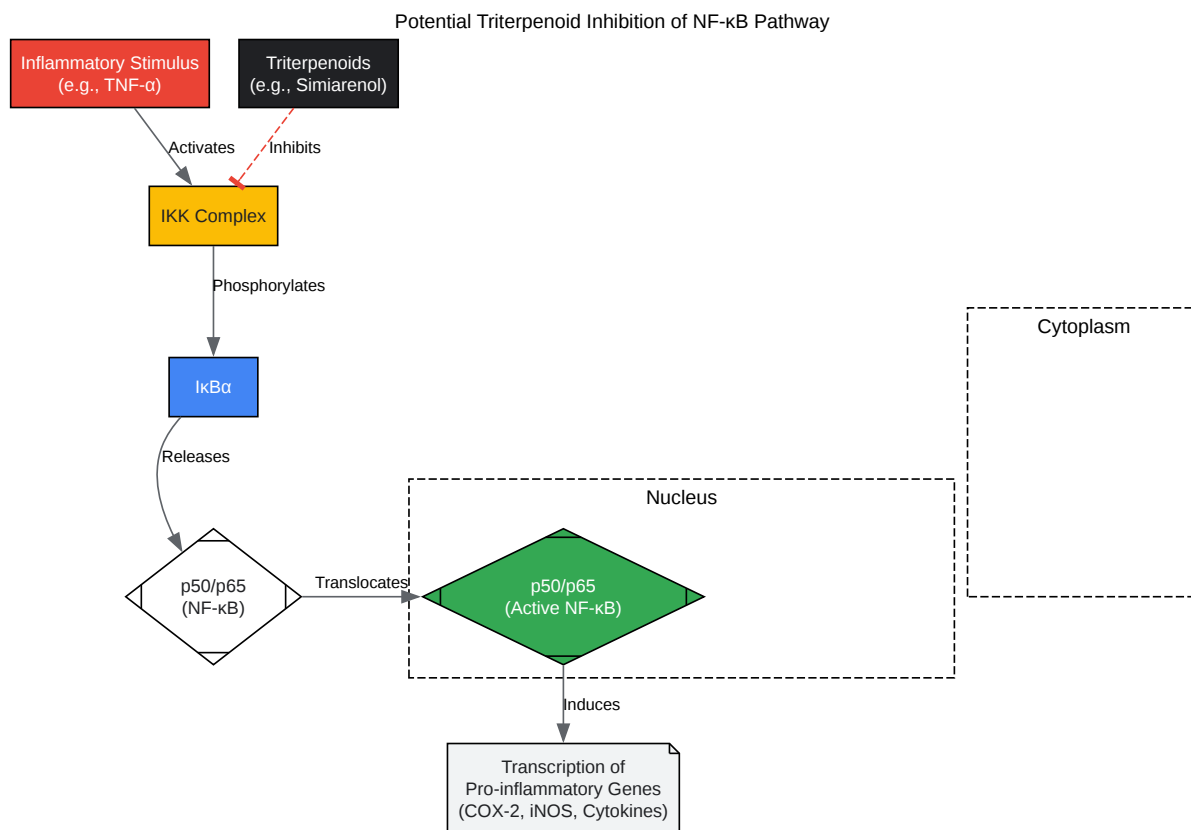 Potential Triterpenoid Inhibition of NF-κB Pathway
Inflammatory Stimulus
(e.g., TNF-α)
Triterpenoids
(e.g., Simiarenol)
Activates
Inhibits
IKK Complex
Phosphorylates
Cytoplasm
IκBα
Releases
Nucleus
p50/p65
(NF-κB)
Translocates
p50/p65
(Active NF-κB)
Induces
Transcription of
Pro-inflammatory Genes
(COX-2, iNOS, Cytokines)